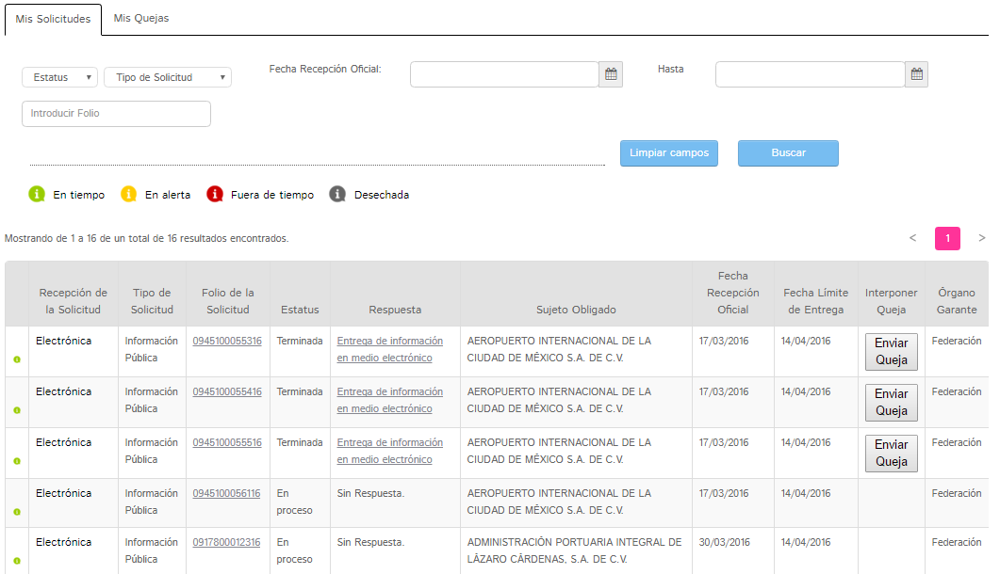 Mis Solicitudes Mis Quejas
Estatus Tipo de Solicitud Fecha Recepción Oficial: Hasta
Introducir Folio
Limpiar campos Buscar
En tiempo En alerta Fuera de tiempo Desechada
Mostrando de 1 a 16 de un total de 16 resultados encontrados. < 1 >
Recepción de la Solicitud
Tipo de Solicitud
Folio de la Solicitud
Estatus
Respuesta
Sujeto Obligado
Fecha Recepción Oficial
Fecha Límite de Entrega
Interponer Queja
Órgano Garante
Electrónica Información 0945100055316 Terminada Entrega de información AEROPUERTO INTERNACIONAL DE LA 17/03/2016 14/04/2016 Enviar Federación
Pública en medio electrónico CIUDAD DE MÉXICO S.A. DE C.V. Queja
Electrónica Información 0945100055416 Terminada Entrega de información AEROPUERTO INTERNACIONAL DE LA 17/03/2016 14/04/2016 Enviar Federación
Pública en medio electrónico CIUDAD DE MÉXICO S.A. DE C.V. Queja
Electrónica Información 0945100055516 Terminada Entrega de información AEROPUERTO INTERNACIONAL DE LA 17/03/2016 14/04/2016 Enviar Federación
Pública en medio electrónico CIUDAD DE MÉXICO S.A. DE C.V. Queja
Electrónica Información 0945100056116 En Sin Respuesta. AEROPUERTO INTERNACIONAL DE LA 17/03/2016 14/04/2016 Federación
Pública proceso CIUDAD DE MÉXICO S.A. DE C.V.
Electrónica Información 0917800012316 En Sin Respuesta. ADMINISTRACIÓN PORTUARIA INTEGRAL DE 30/03/2016 14/04/2016 Federación
Pública proceso LÁZARO CÁRDENAS, S.A. DE C.V.